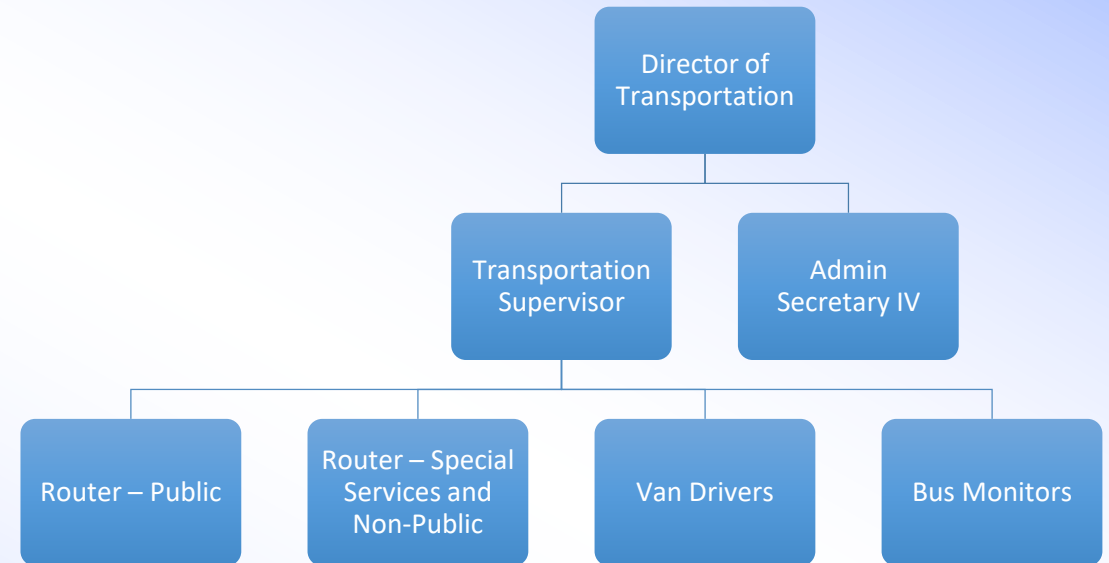 Director of
Transportation
Transportation
Supervisor
Admin
Secretary IV
Router – Public
Router – Special
Services and
Non-Public
Van Drivers
Bus Monitors